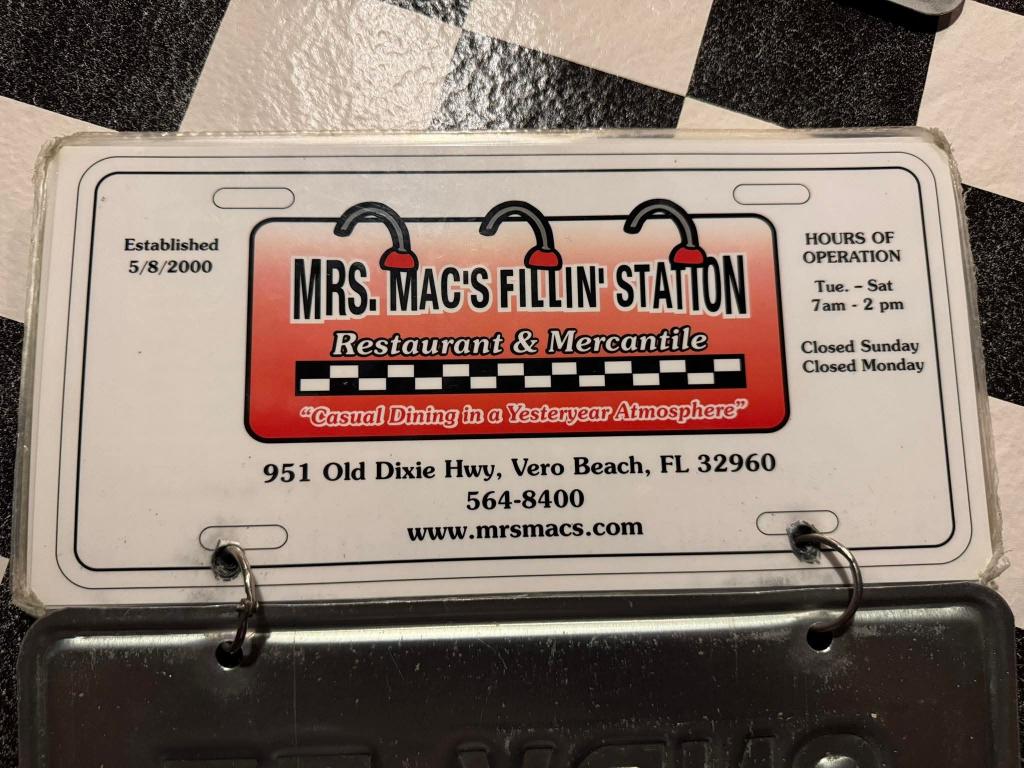 Established
5/8/2000
MRS. MAC'S FILLIN' STATION
Restaurant & Mercantile
"Casual Dining in a Yesteryear Atmosphere"
HOURS OF
OPERATION
Tue. - Sat
7am - 2 pm
Closed Sunday
Closed Monday
951 Old Dixie Hwy, Vero Beach, FL 32960
564-8400
www.mrsmacs.com